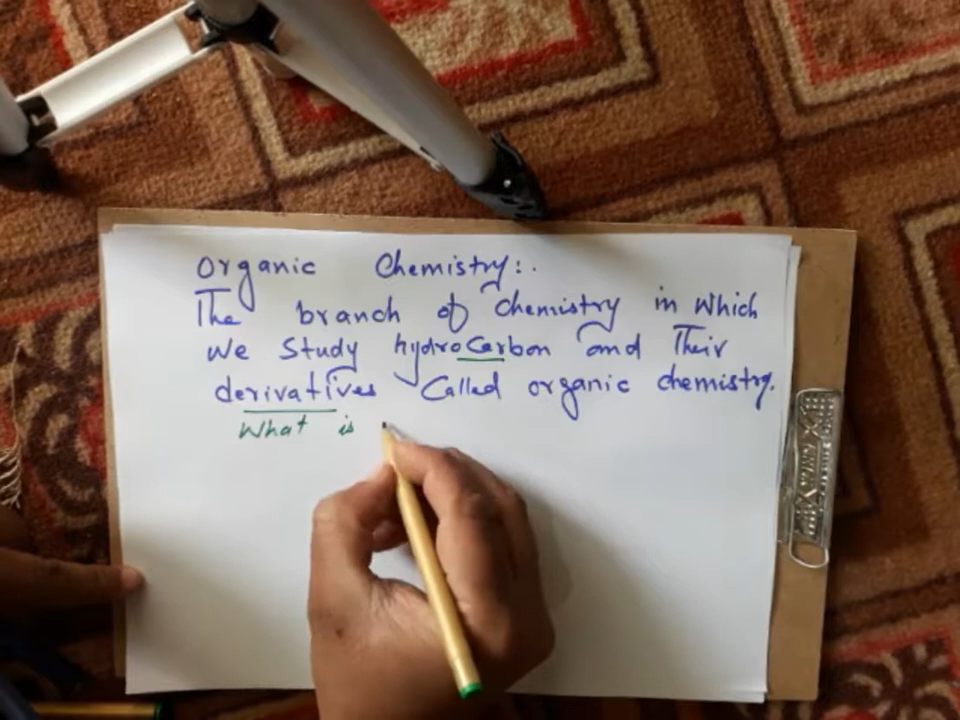 Organic Chemistry:.
The branch of chemistry in which
we study hydrocarbon and Their
derivatives Called organic chemistry.
What is